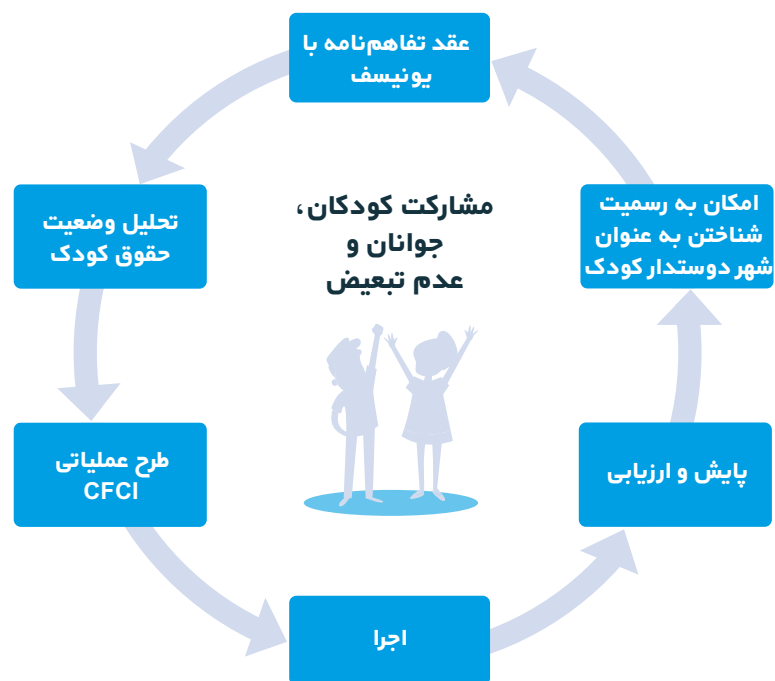 عقد تفاهم‌نامه با
یونیسف
تحلیل وضعیت
حقوق کودک
طرح عملیاتی
CFCI
اجرا
پایش و ارزیابی
امکان به رسمیت
شناختن به عنوان
شهر دوستدار کودک
مشارکت کودکان،
جوانان و
عدم تبعیض